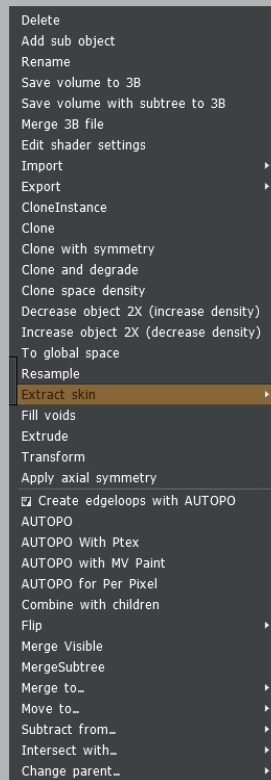 Delete
Add sub object
Rename
Save volume to 3B
Save volume with subtree to 3B
Merge 3B file
Edit shader settings
Import
Export
CloneInstance
Clone
Clone with symmetry
Clone and degrade
Clone space density
Decrease object 2X (increase density)
Increase object 2X (decrease density)
To global space
Resample
Extract skin
Fill voids
Extrude
Transform
Apply axial symmetry
Create edgeloops with AUTOPO
AUTOPO
AUTOPO With Ptex
AUTOPO with MV Paint
AUTOPO for Per Pixel
Combine with children
Flip
Merge Visible
MergeSubtree
Merge to…
Move to…
Subtract from…
Intersect with…
Change parent…